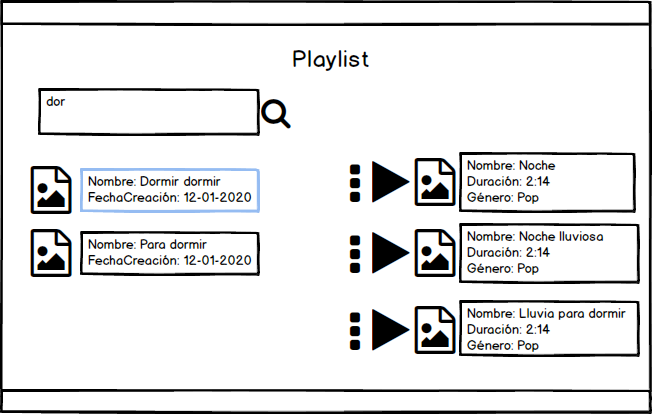 Playlist
dor
Nombre: Dormir dormir
FechaCreación: 12-01-2020
Nombre: Para dormir
FechaCreación: 12-01-2020
Nombre: Noche
Duración: 2:14
Género: Pop
Nombre: Noche lluviosa
Duración: 2:14
Género: Pop
Nombre: Lluvia para dormir
Duración: 2:14
Género: Pop